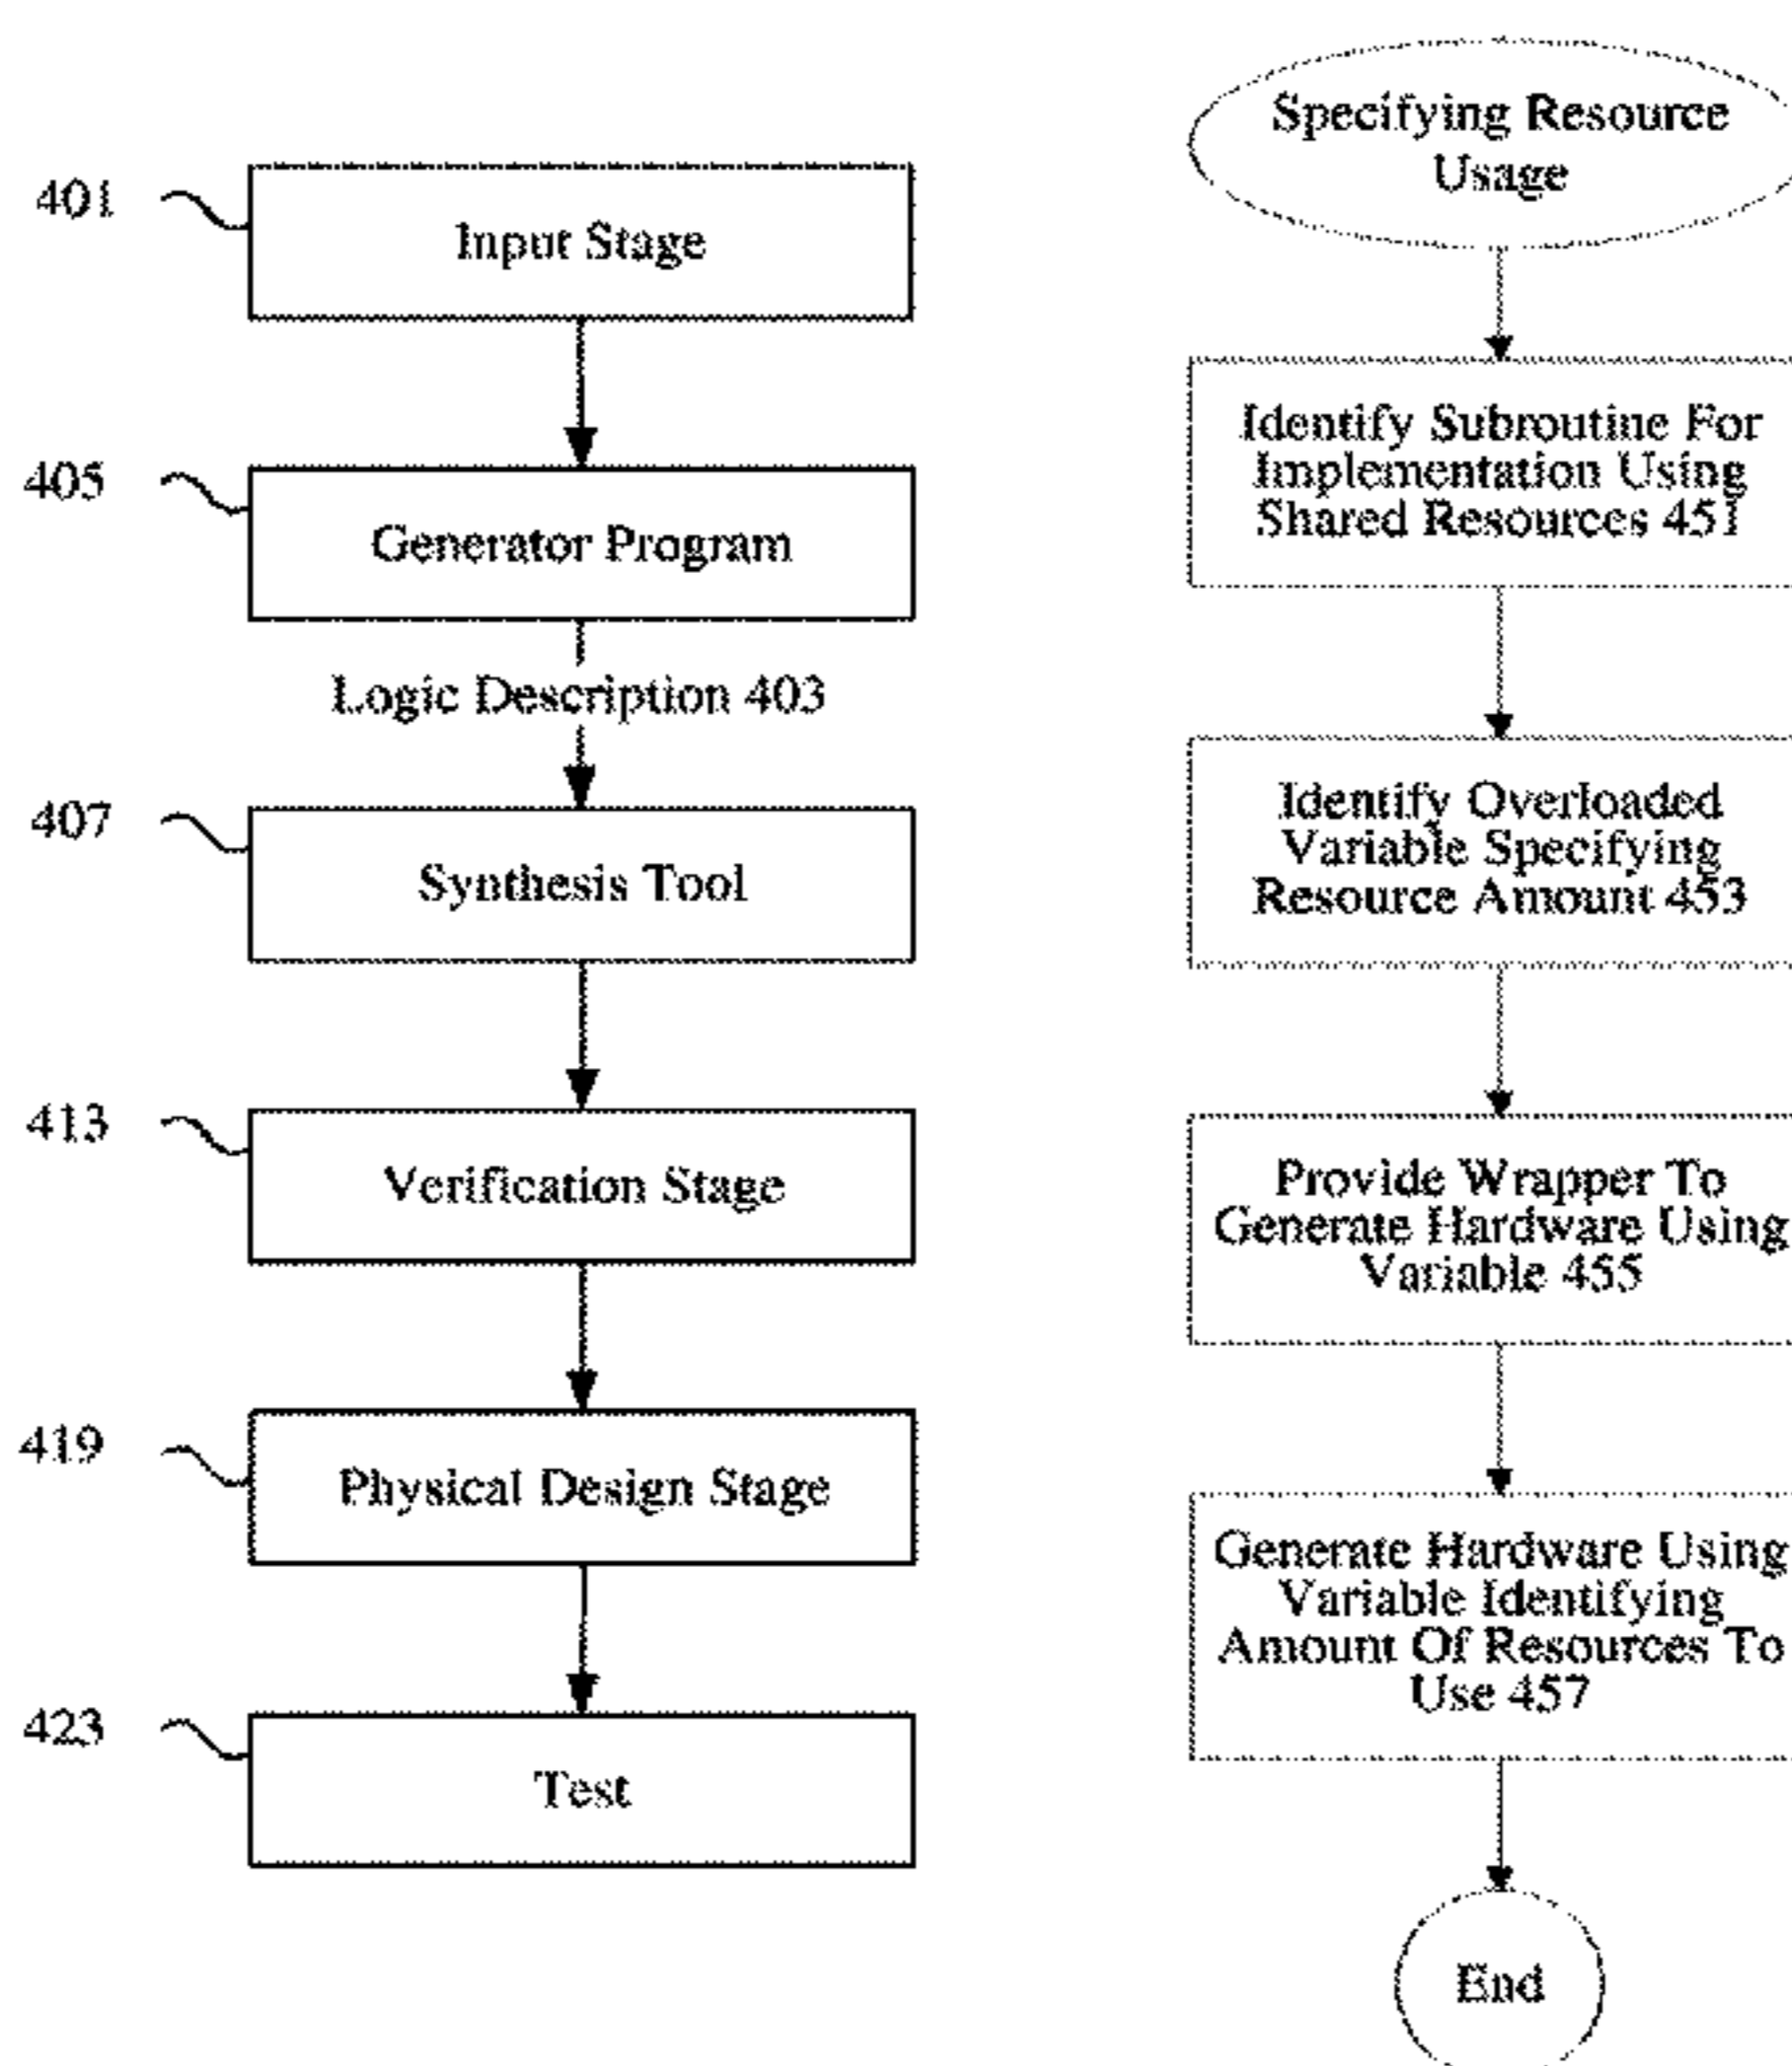 401
Input Stage
405
Generator Program
Logic Description 403
407
Synthesis Tool
413
Verification Stage
419
Physical Design Stage
423
Test
Specifying Resource
Usage
Identify Subroutine For
Implementation Using
Shared Resources 451
Identify Overloaded
Variable Specifying
Resource Amount 453
Provide Wrapper To
Generate Hardware Using
Variable 455
Generate Hardware Using
Variable Identifying
Amount Of Resources To
Use 457
End